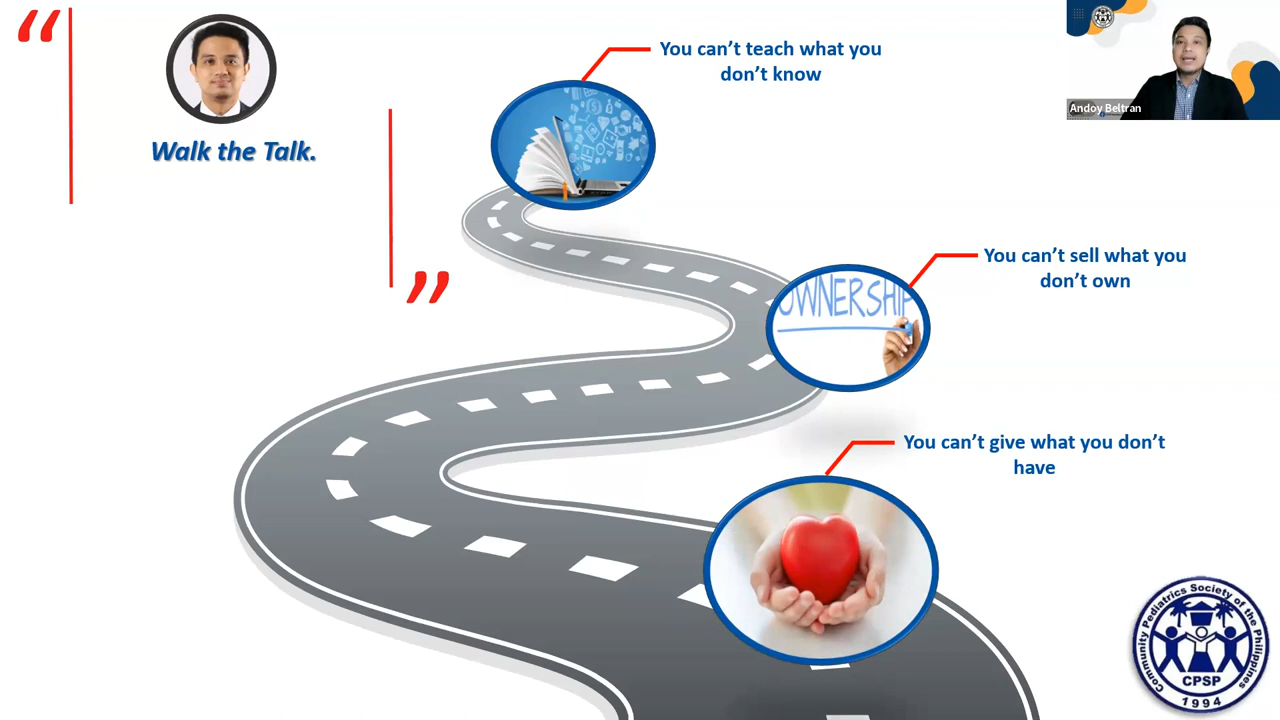 “
Walk the Talk.
”
You can’t teach what you
don’t know
Andoy Beltran
OWNERSHIP
You can’t sell what you
don’t own
You can’t give what you don’t
have
Community Pediatrics Society of the Philippines
CPSP
1994